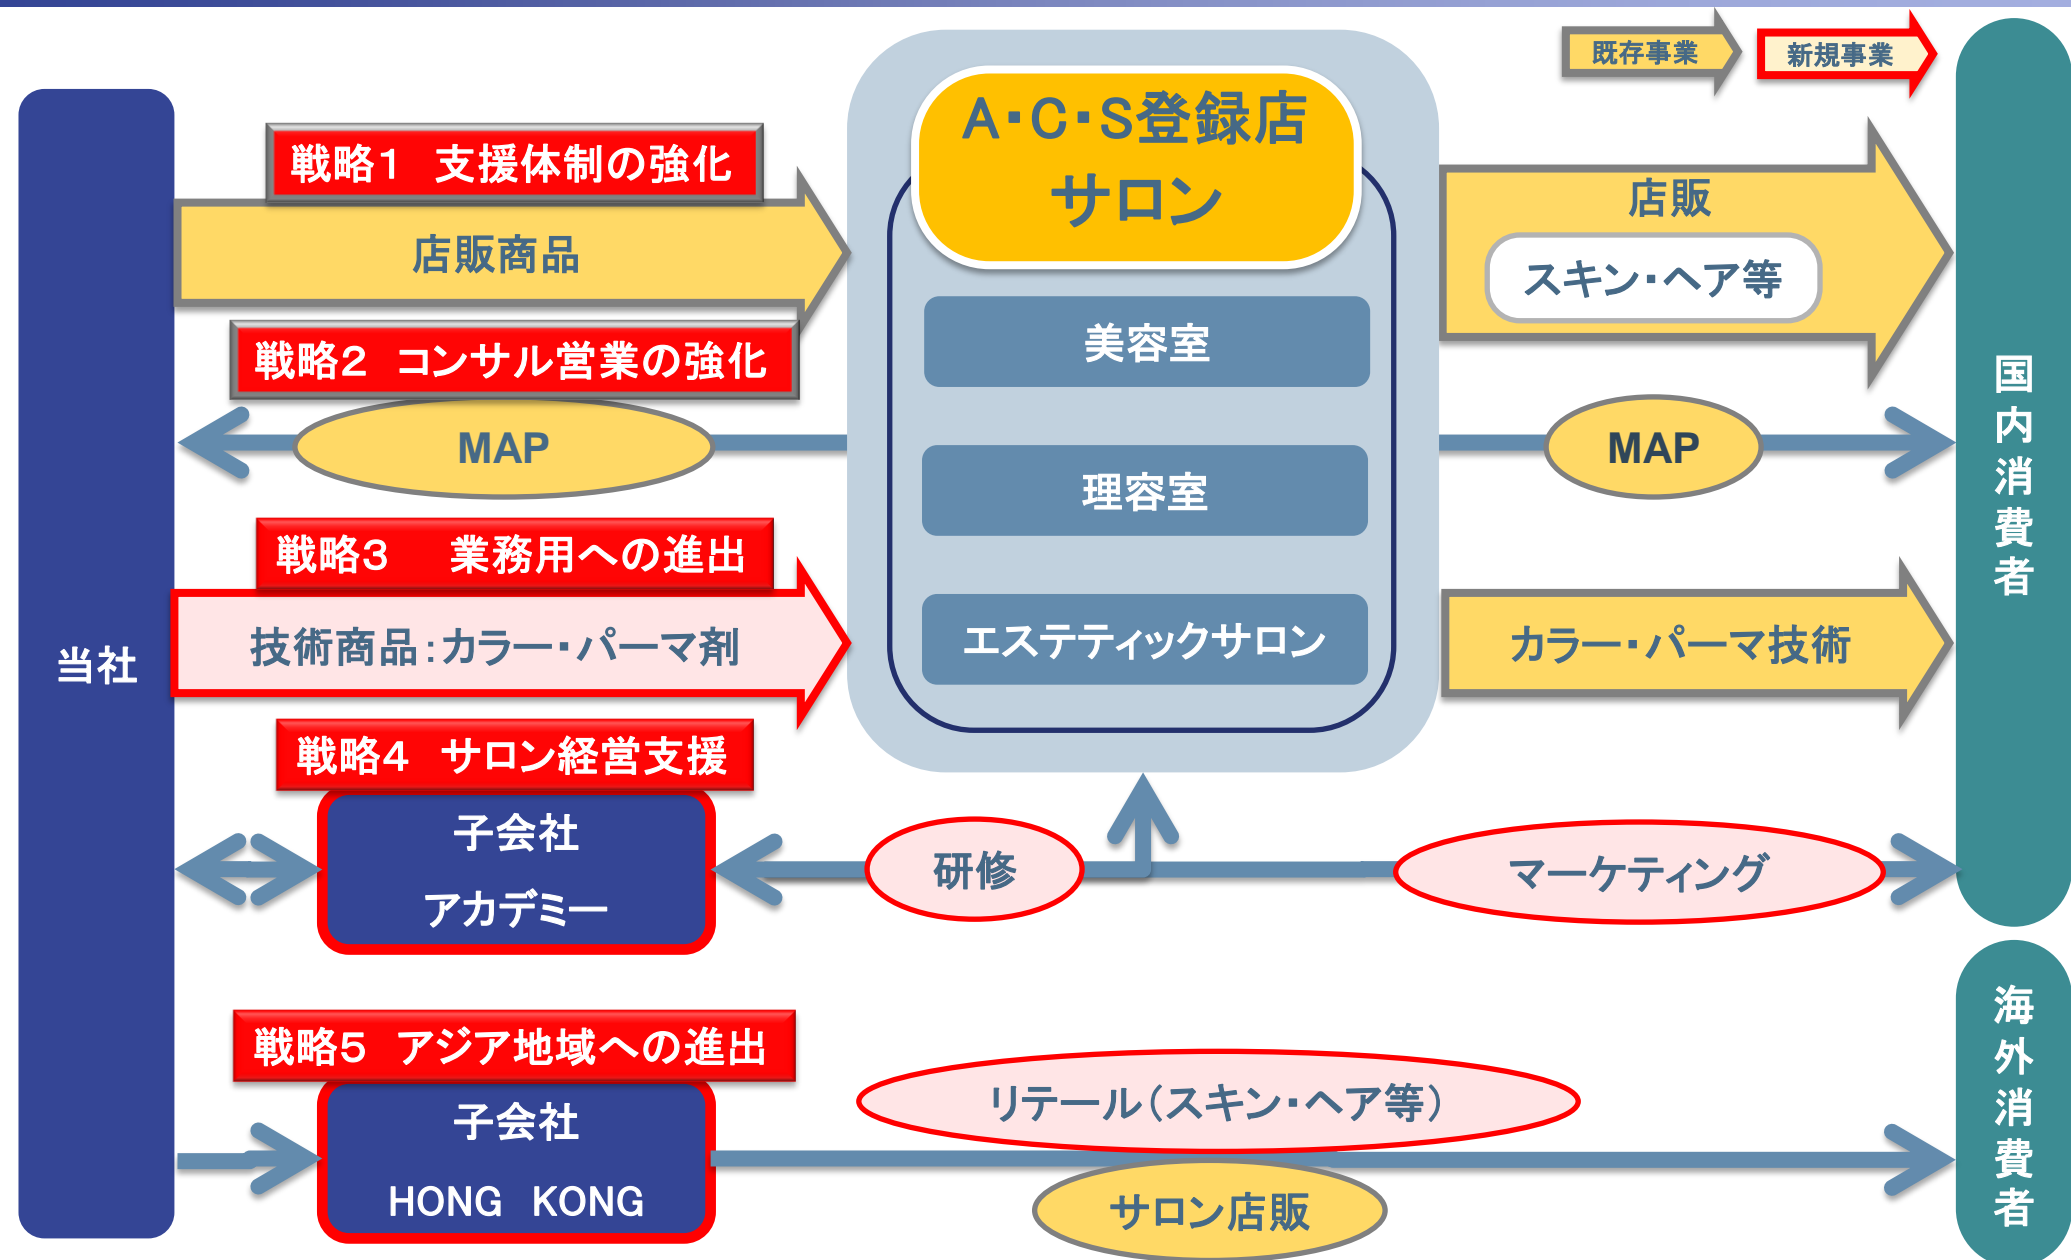 既存事業
新規事業
当社
戦略1 支援体制の強化
店販商品
戦略2 コンサル営業の強化
MAP
戦略3 業務用への進出
技術商品：カラー・パーマ剤
戦略4 サロン経営支援
子会社
アカデミー
戦略5 アジア地域への進出
子会社
HONG KONG
A・C・S登録店
サロン
美容室
理容室
エステティックサロン
研修
マーケティング
リテール（スキン・ヘア等）
サロン店販
店販
スキン・ヘア等
MAP
カラー・パーマ技術
国内消費者
海外消費者